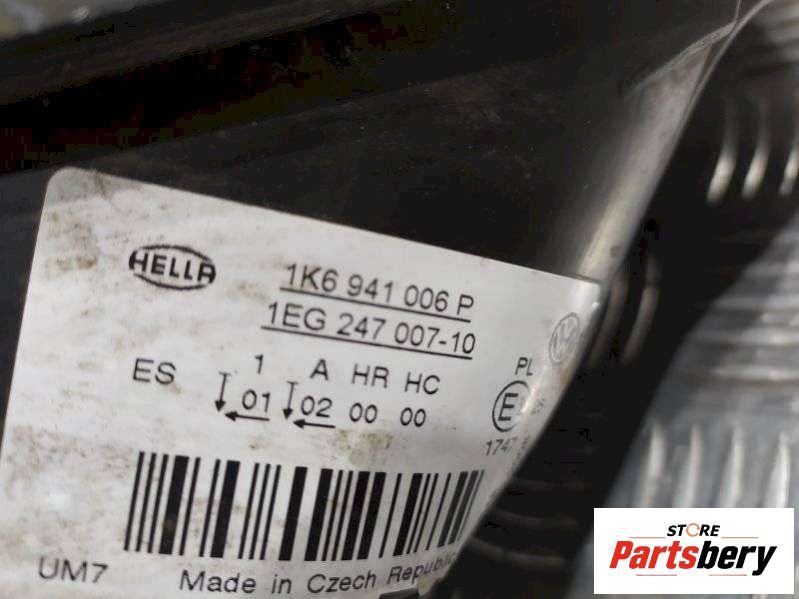 HELLA
1K6 941 006 P
1EG 247 007-10
ES 1 A HR HC
01 02 00 00
PL
E
1747
UM7 Made in Czech Republic
STORE
Partsbery